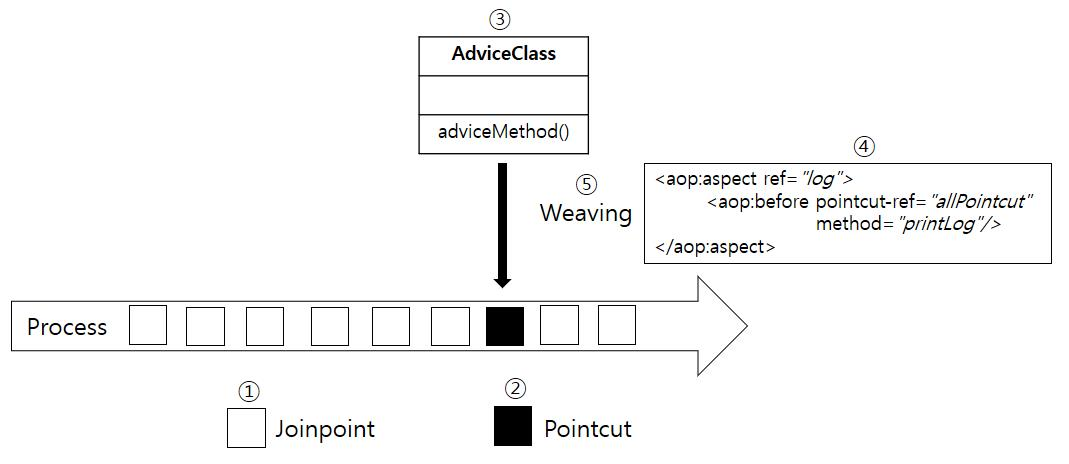 ③
AdviceClass
adviceMethod()
④
<aop:aspect ref="log">
<aop:before pointcut-ref="allPointcut"
method="printLog"/>
</aop:aspect>
⑤
Weaving
Process
①
Joinpoint
②
Pointcut